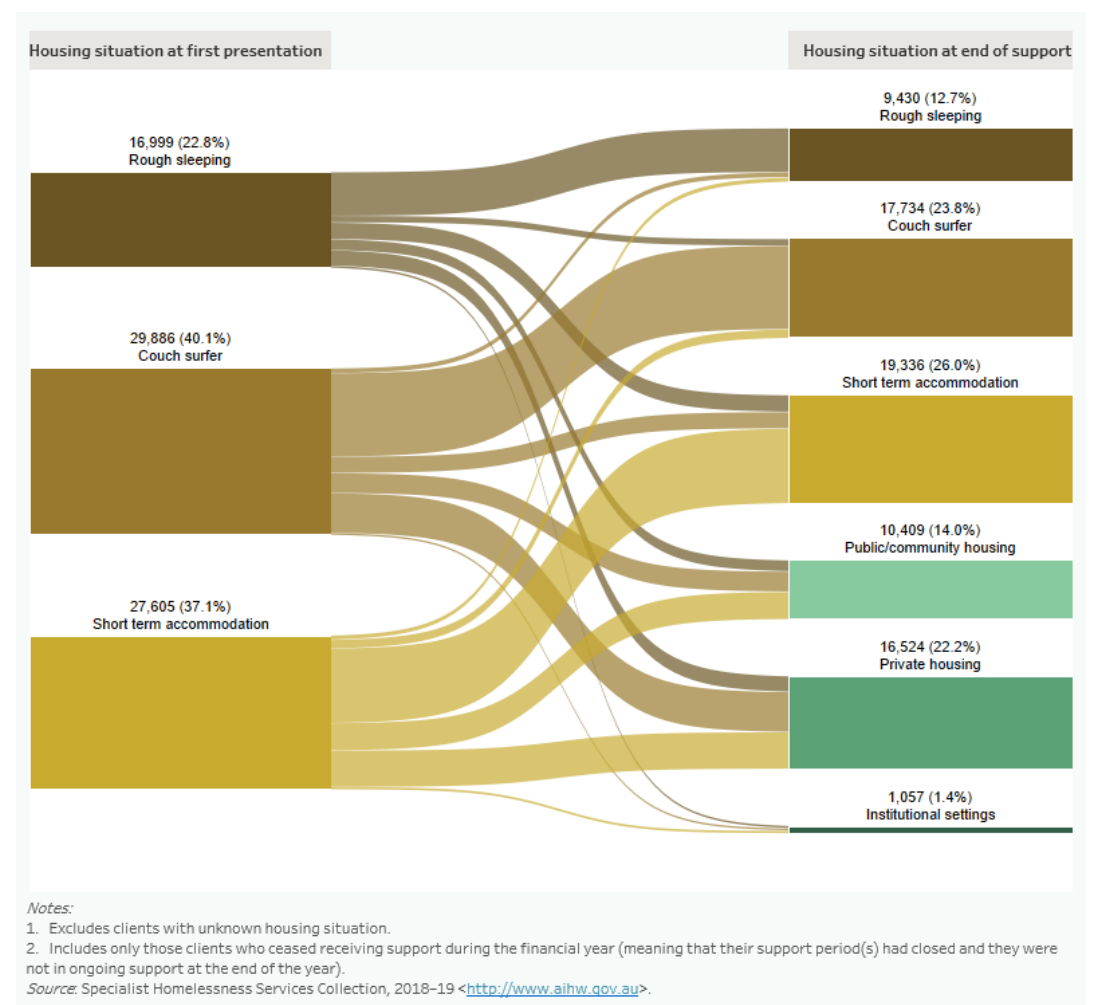 Housing situation at first presentation
Housing situation at end of support
16,999 (22.8%)
Rough sleeping
29,886 (40.1%)
Couch surfer
27,605 (37.1%)
Short term accommodation
9,430 (12.7%)
Rough sleeping
17,734 (23.8%)
Couch surfer
19,336 (26.0%)
Short term accommodation
10,409 (14.0%)
Public/community housing
16,524 (22.2%)
Private housing
1,057 (1.4%)
Institutional settings
Notes:
1. Excludes clients with unknown housing situation.
2. Includes only those clients who ceased receiving support during the financial year (meaning that their support period(s) had closed and they were
not in ongoing support at the end of the year).
Source: Specialist Homelessness Services Collection, 2018–19 <http://www.aihw.gov.au>.